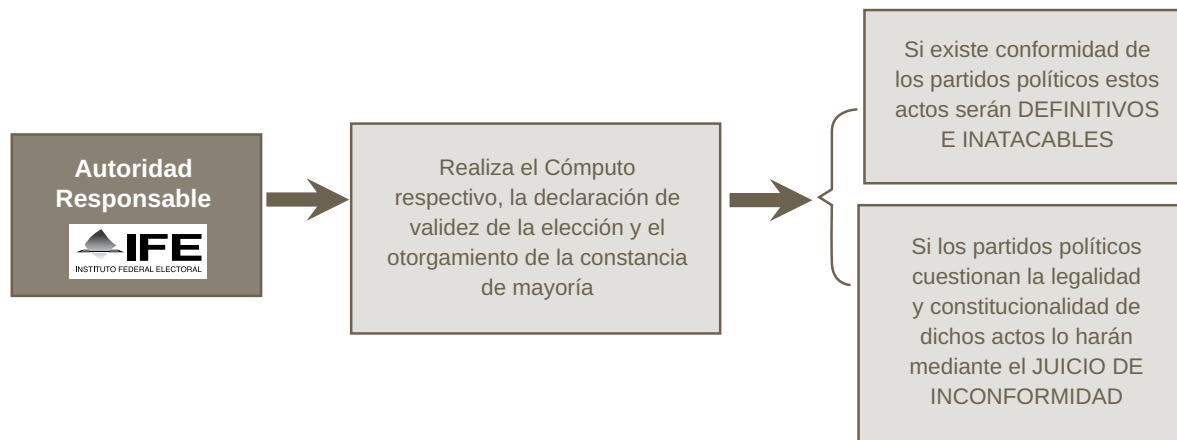 Autoridad
Responsable
IFE
INSTITUTO FEDERAL ELECTORAL
Realiza el Cómputo
respectivo, la declaración de
validez de la elección y el
otorgamiento de la constancia
de mayoría
Si existe conformidad de
los partidos políticos estos
actos serán DEFINITIVOS
E INATACABLES
Si los partidos políticos
cuestionan la legalidad
y constitucionalidad de
dichos actos lo harán
mediante el JUICIO DE
INCONFORMIDAD